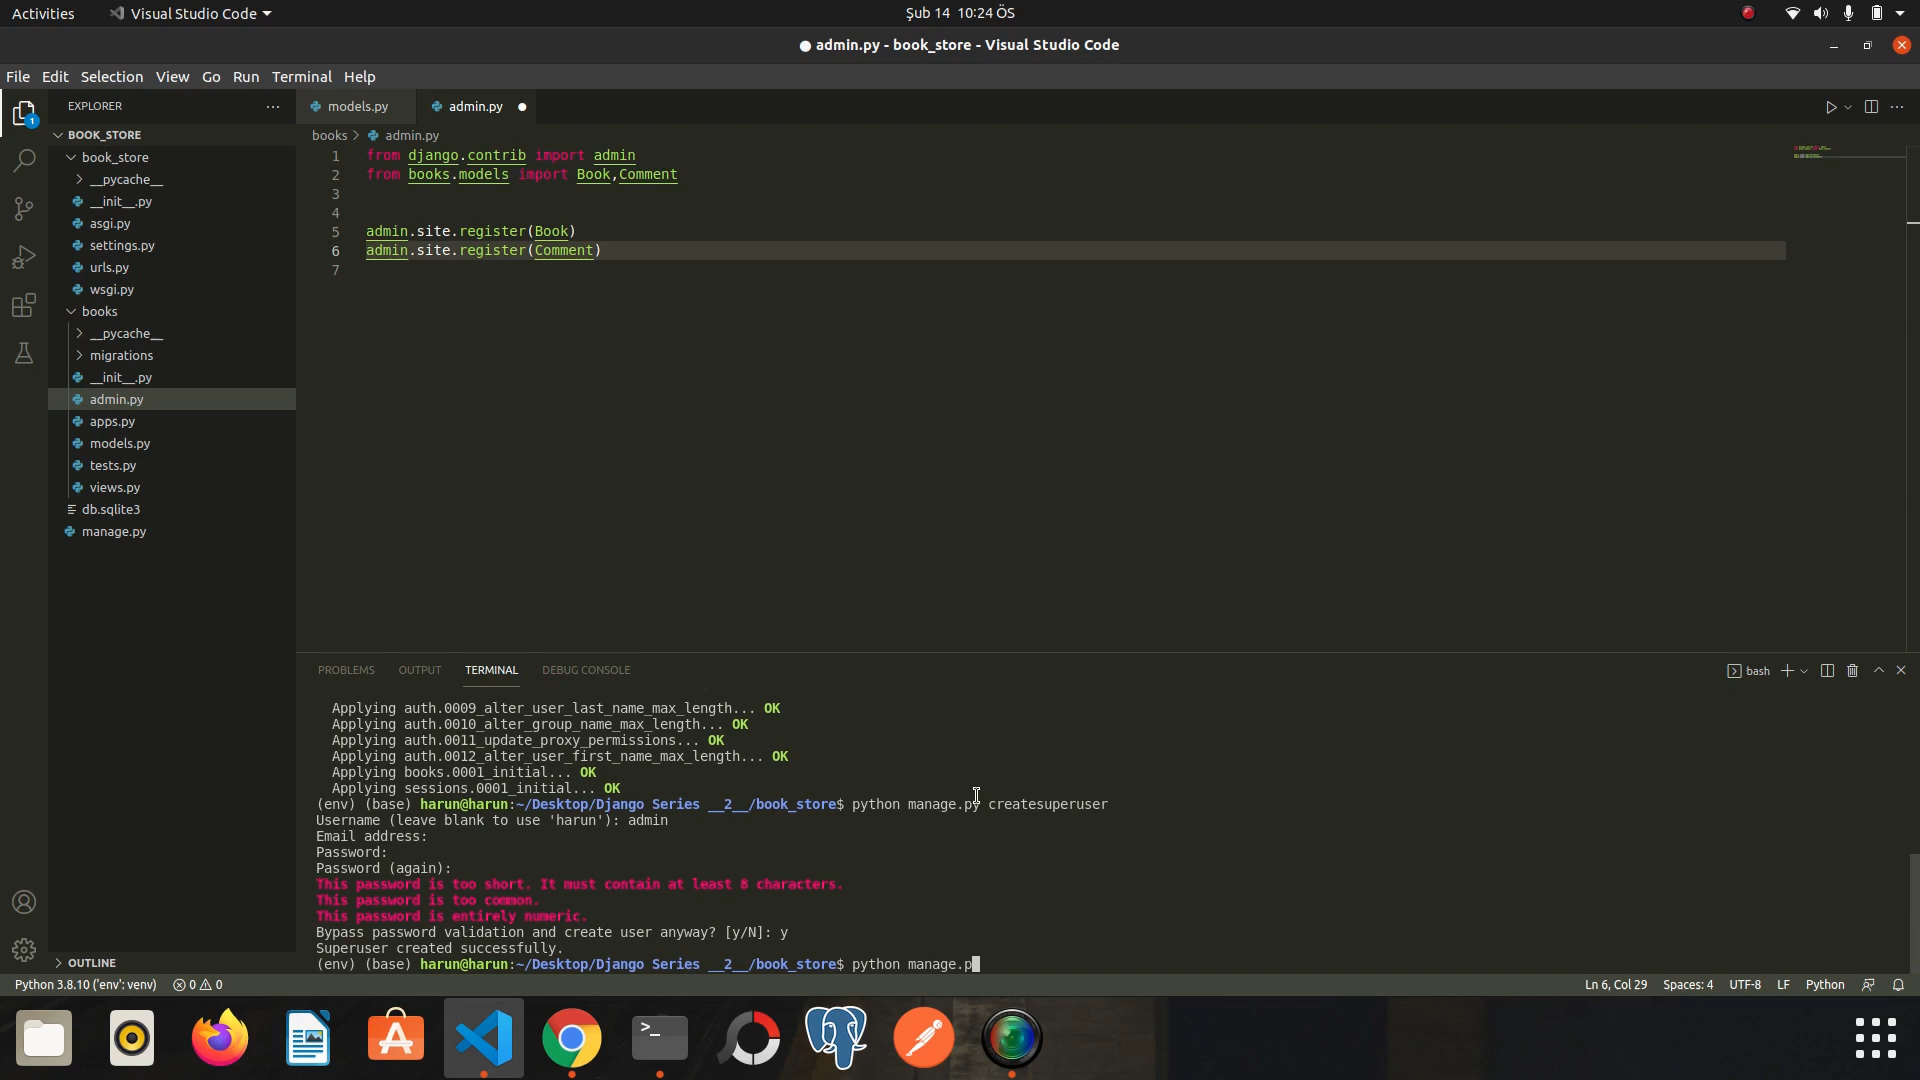 Activities
Visual Studio Code
Şub 14 10:24 ÖS
● admin.py - book_store - Visual Studio Code
File Edit Selection View Go Run Terminal Help
EXPLORER
models.py
admin.py
1
BOOK_STORE
book_store
__pycache__
__init__.py
asgi.py
settings.py
urls.py
wsgi.py
books
__pycache__
migrations
__init__.py
admin.py
apps.py
models.py
tests.py
views.py
db.sqlite3
manage.py
OUTLINE
books > admin.py
1 from django.contrib import admin
2 from books.models import Book,Comment
3
4
5 admin.site.register(Book)
6 admin.site.register(Comment)
7
PROBLEMS OUTPUT TERMINAL DEBUG CONSOLE
bash
Applying auth.0009_alter_user_last_name_max_length... OK
Applying auth.0010_alter_group_name_max_length... OK
Applying auth.0011_update_proxy_permissions... OK
Applying auth.0012_alter_user_first_name_max_length... OK
Applying books.0001_initial... OK
Applying sessions.0001_initial... OK
(env) (base) harun@harun:~/Desktop/Django Series __2__/book_store$ python manage.py createsuperuser
Username (leave blank to use 'harun'): admin
Email address:
Password:
Password (again):
This password is too short. It must contain at least 8 characters.
This password is too common.
This password is entirely numeric.
Bypass password validation and create user anyway? [y/N]: y
Superuser created successfully.
(env) (base) harun@harun:~/Desktop/Django Series __2__/book_store$ python manage.p
Python 3.8.10 ('env': venv) 0 0
Ln 6, Col 29 Spaces: 4 UTF-8 LF Python